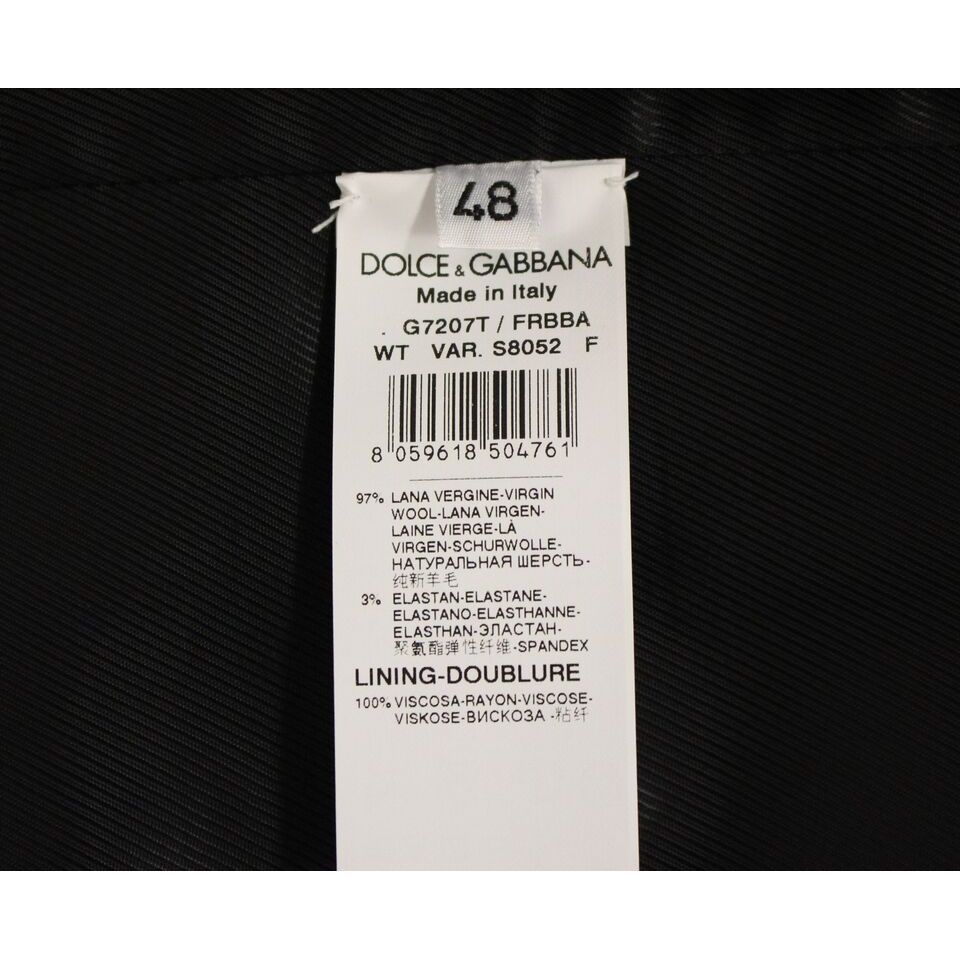 48
DOLCE & GABBANA
Made in Italy
. G7207T / FRBBA
WT VAR. S8052 F
8 059618 504761
97% LANA VERGINE-VIRGIN
WOOL-LANA VIRGEN-
LAINE VIERGE-LÀ
VIRGEN-SCHURWOLLE-
НАТУРАЛЬНАЯ ШЕРСТЬ-
纯新羊毛
3% ELASTAN-ELASTANE-
ELASTANO-ELASTHANNE-
ELASTHAN-ЭЛАСТАН-
聚氨酯弹性纤维-SPANDEX
LINING-DOUBLURE
100% VISCOSA-RAYON-VISCOSE-
VISKOSE-ВИСКОЗА -粘纤